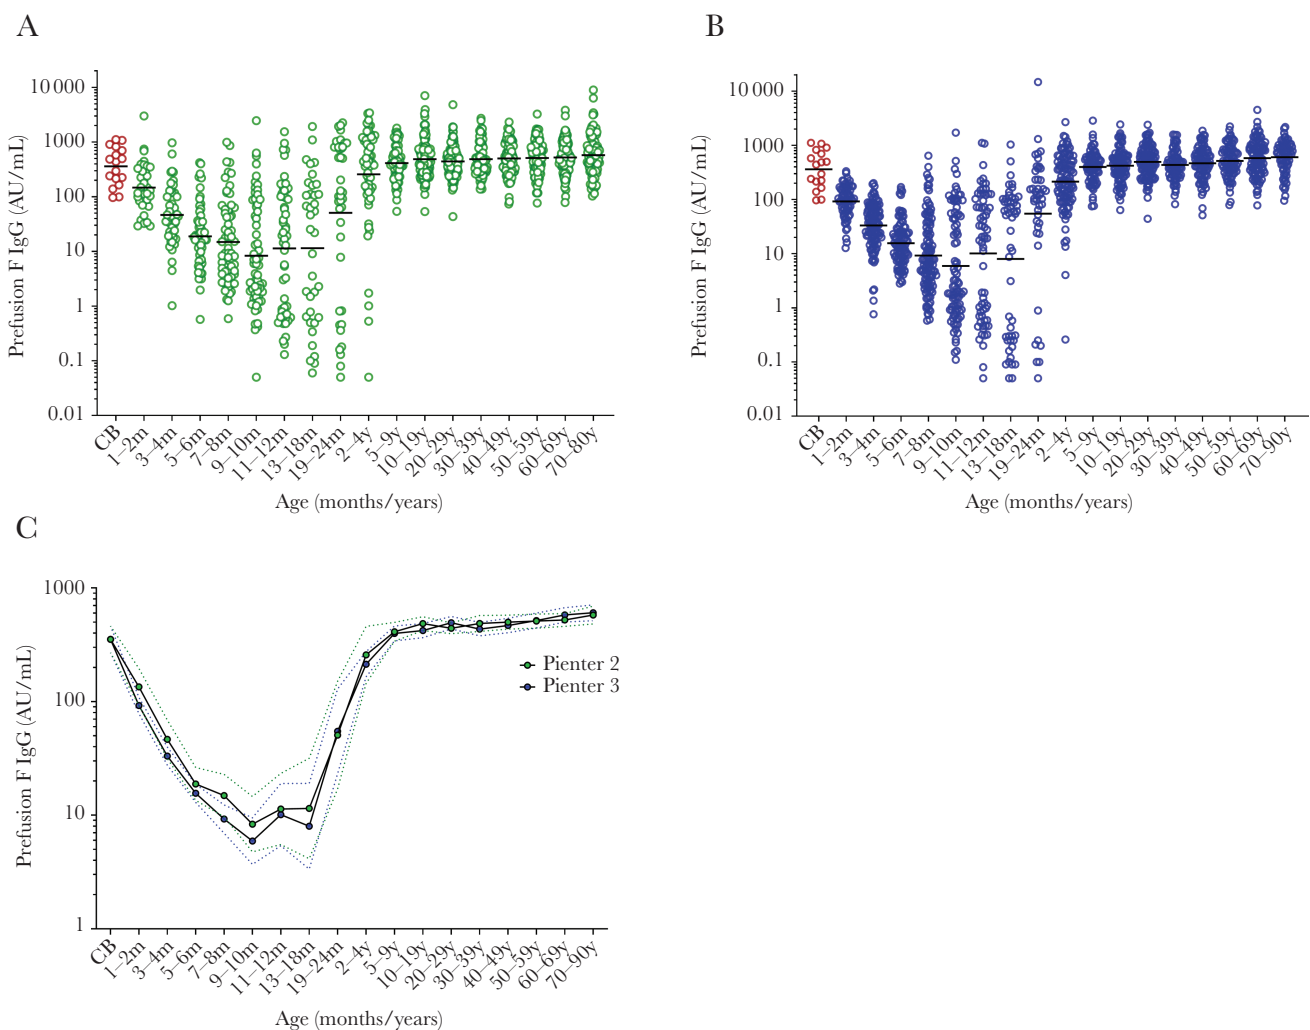 A
Prefusion F IgG (AU/mL)
10 000
1000
100
10
1
0.1
0.01
CB
1–2m
3–4m
5–6m
7–8m
9–10m
11–12m
13–18m
19–24m
2–4y
5–9y
10–19y
20–29y
30–39y
40–49y
50–59y
60–69y
70–80y
Age (months/years)
B
Prefusion F IgG (AU/mL)
10 000
1000
100
10
1
0.1
0.01
CB
1–2m
3–4m
5–6m
7–8m
9–10m
11–12m
13–18m
19–24m
2–4y
5–9y
10–19y
20–29y
30–39y
40–49y
50–59y
60–69y
70–90y
Age (months/years)
C
Prefusion F IgG (AU/mL)
1000
100
10
1
Pienter 2
Pienter 3
CB
1–2m
3–4m
5–6m
7–8m
9–10m
11–12m
13–18m
19–24m
2–4y
5–9y
10–19y
20–29y
30–39y
40–49y
50–59y
60–69y
70–90y
Age (months/years)